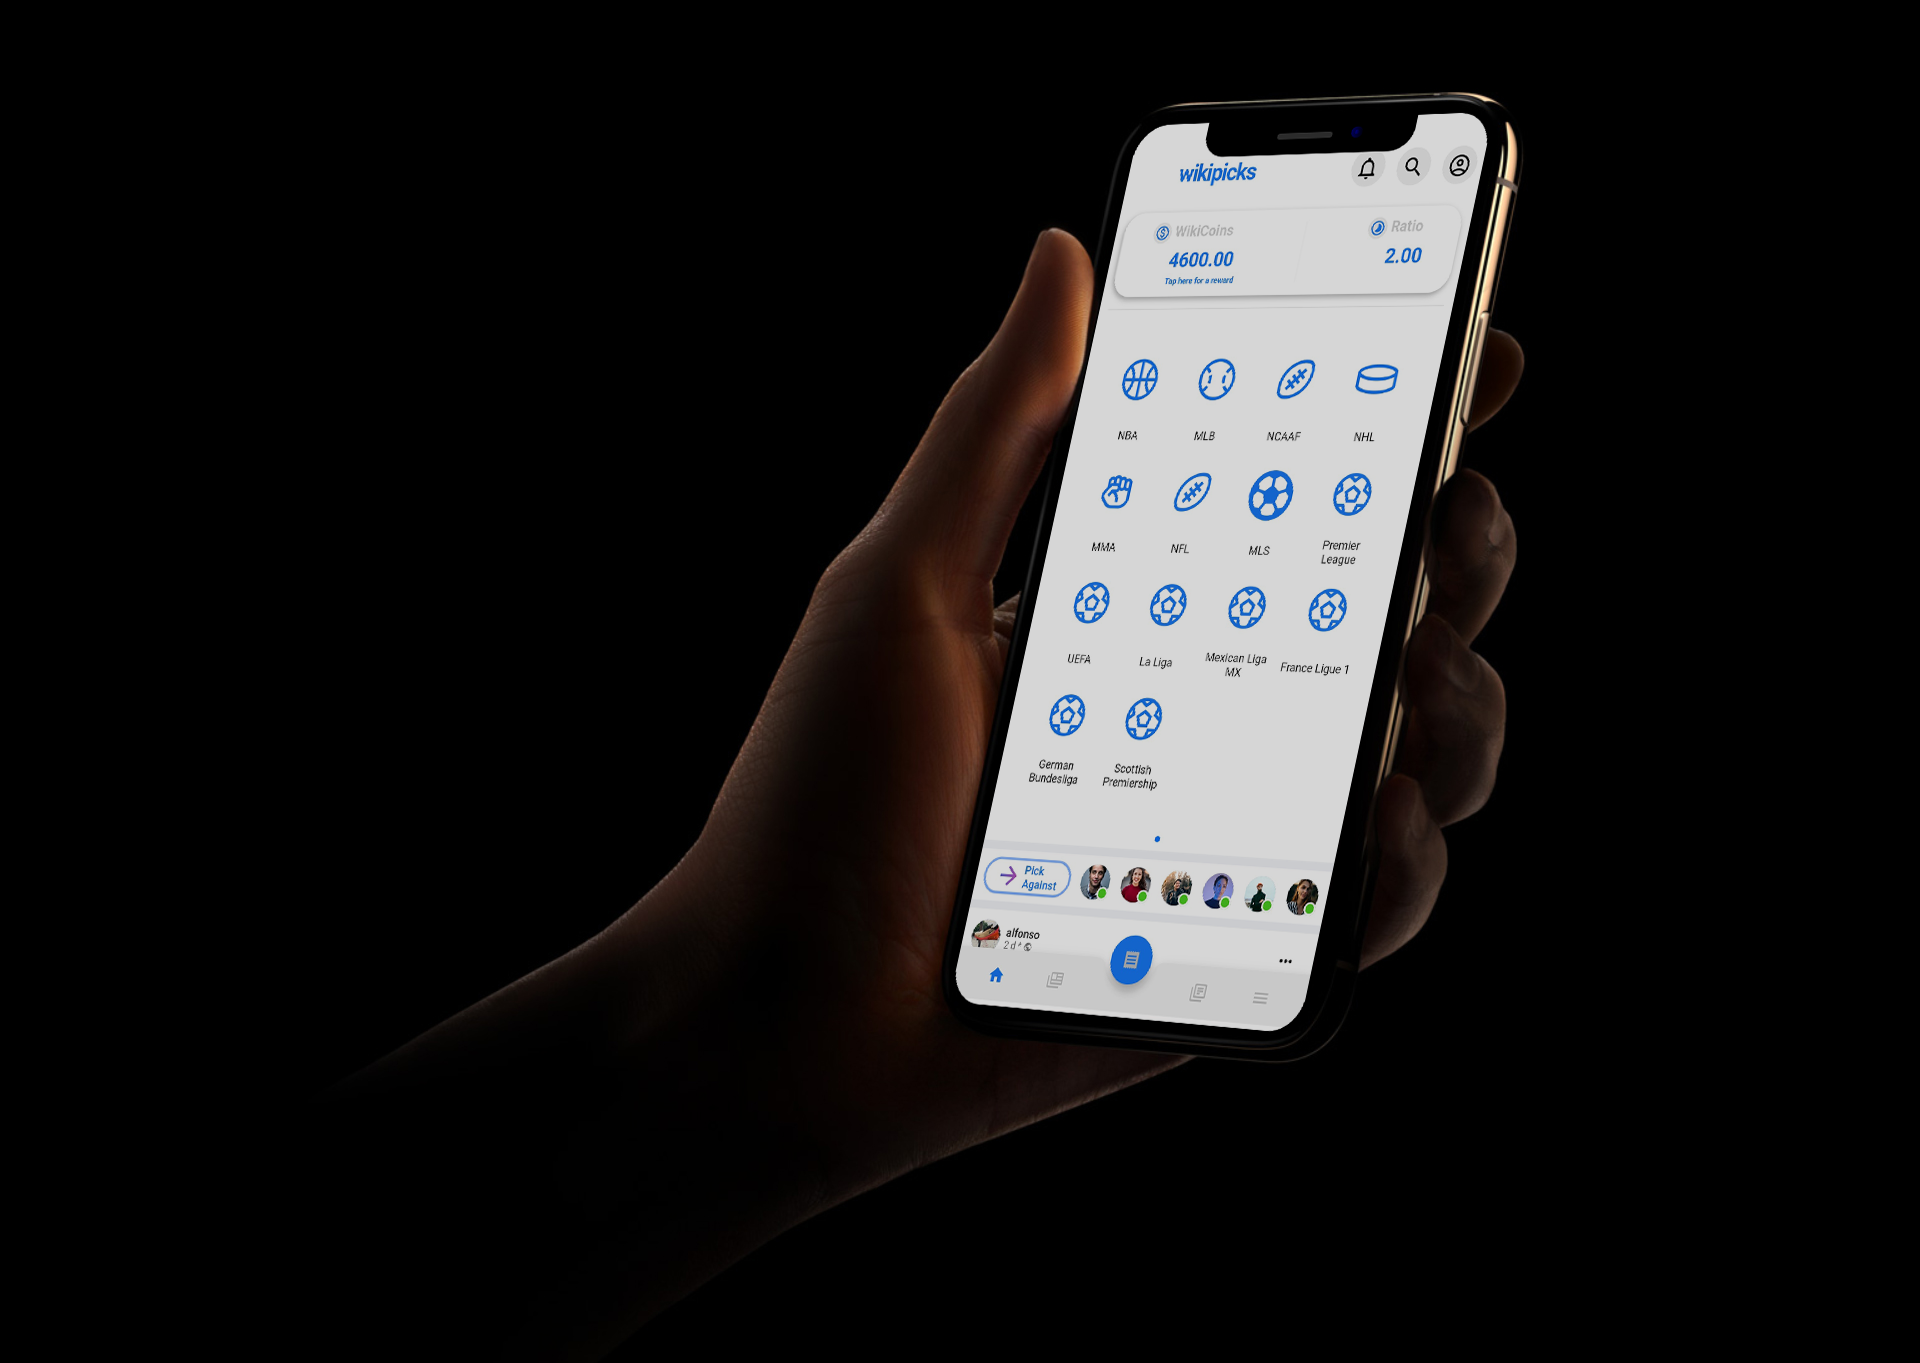 wikipicks
WikiCoins
4600.00
Tap here for a reward
Ratio
2.00
NBA
MLB
NCAAF
NHL
MMA
NFL
MLS
Premier
League
UEFA
La Liga
Mexican Liga
MX
France Ligue 1
German
Bundesliga
Scottish
Premiership
Pick
Against
alfonso
2 d *